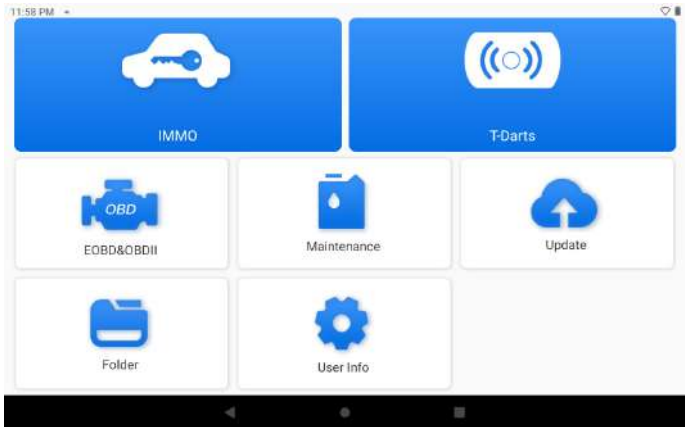 11:58 PM
IMMO
T-Darts
OBD
EOBD&OBDII
Maintenance
Update
Folder
User Info